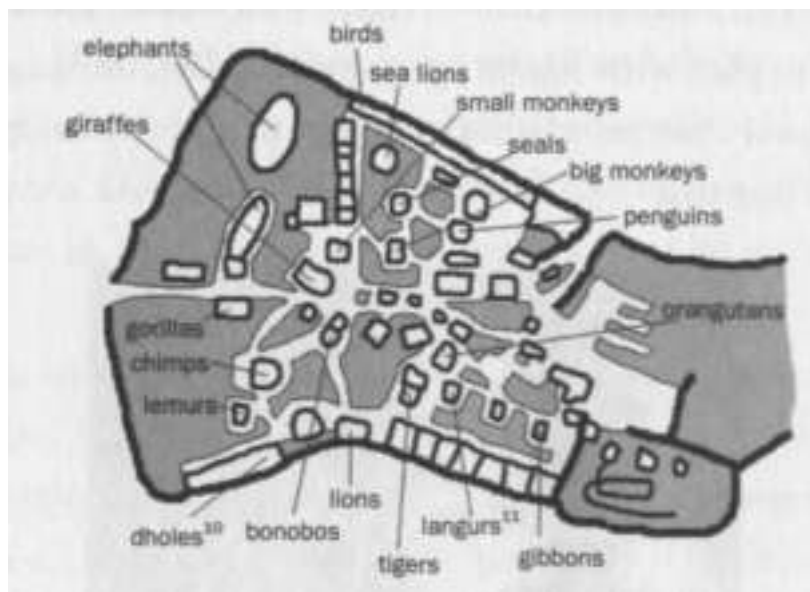 birds
elephants
sea lions
small monkeys
giraffes
seals
big monkeys
penguins
orangutans
gorillas
chimps
lemurs
lions
dholes¹⁰
bonobos
langurs¹¹
tigers
gibbons